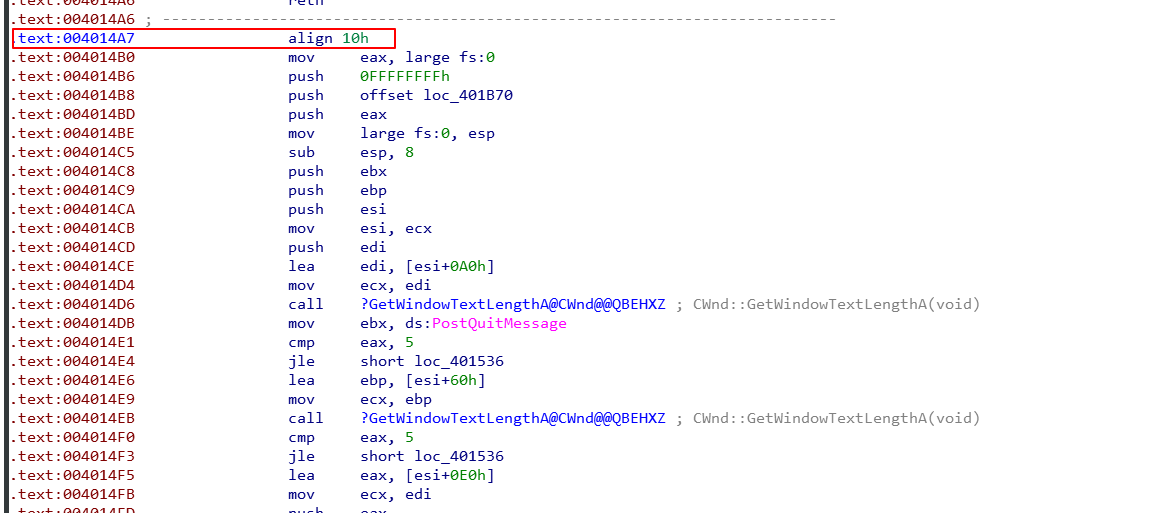 .text:004014A6 retn
.text:004014A6 ; ---------------------------------------------------------------------------
.text:004014A7 align 10h
.text:004014B0 mov eax, large fs:0
.text:004014B6 push 0FFFFFFFFh
.text:004014B8 push offset loc_401B70
.text:004014BD push eax
.text:004014BE mov large fs:0, esp
.text:004014C5 sub esp, 8
.text:004014C8 push ebx
.text:004014C9 push ebp
.text:004014CA push esi
.text:004014CB mov esi, ecx
.text:004014CD push edi
.text:004014CE lea edi, [esi+0A0h]
.text:004014D4 mov ecx, edi
.text:004014D6 call ?GetWindowTextLengthA@CWnd@@QBEHXZ ; CWnd::GetWindowTextLengthA(void)
.text:004014DB mov ebx, ds:PostQuitMessage
.text:004014E1 cmp eax, 5
.text:004014E4 jle short loc_401536
.text:004014E6 lea ebp, [esi+60h]
.text:004014E9 mov ecx, ebp
.text:004014EB call ?GetWindowTextLengthA@CWnd@@QBEHXZ ; CWnd::GetWindowTextLengthA(void)
.text:004014F0 cmp eax, 5
.text:004014F3 jle short loc_401536
.text:004014F5 lea eax, [esi+0E0h]
.text:004014FB mov ecx, edi
.text:004014FD push eax